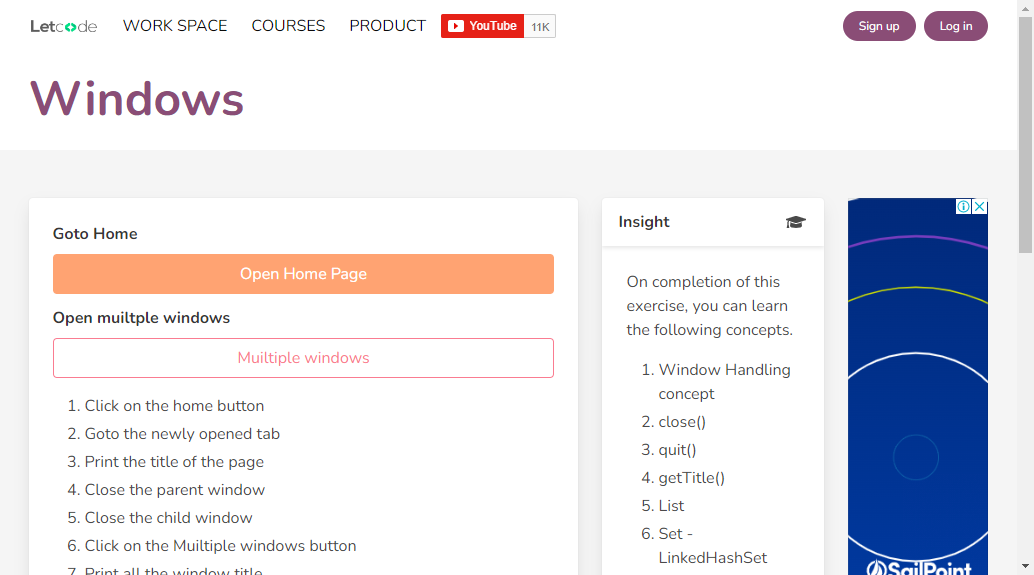 Letcode WORK SPACE COURSES PRODUCT YouTube 11K Sign up Log in
Windows
Goto Home
Open Home Page
Open muiltple windows
Muiltiple windows
1. Click on the home button
2. Goto the newly opened tab
3. Print the title of the page
4. Close the parent window
5. Close the child window
6. Click on the Muiltiple windows button
7. Print all the window title
Insight
On completion of this
exercise, you can learn
the following concepts.
1. Window Handling
concept
2. close()
3. quit()
4. getTitle()
5. List
6. Set -
LinkedHashSet
SailPoint